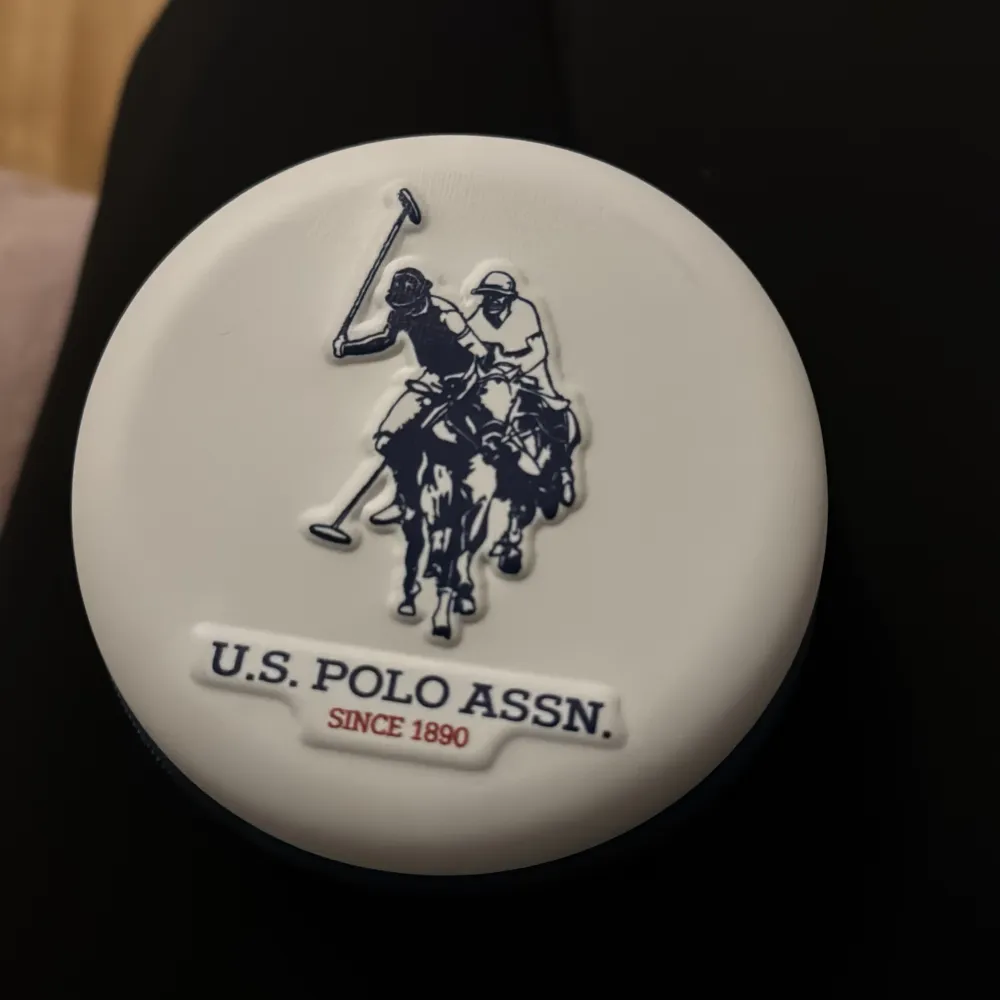 U.S. POLO ASSN.
SINCE 1890